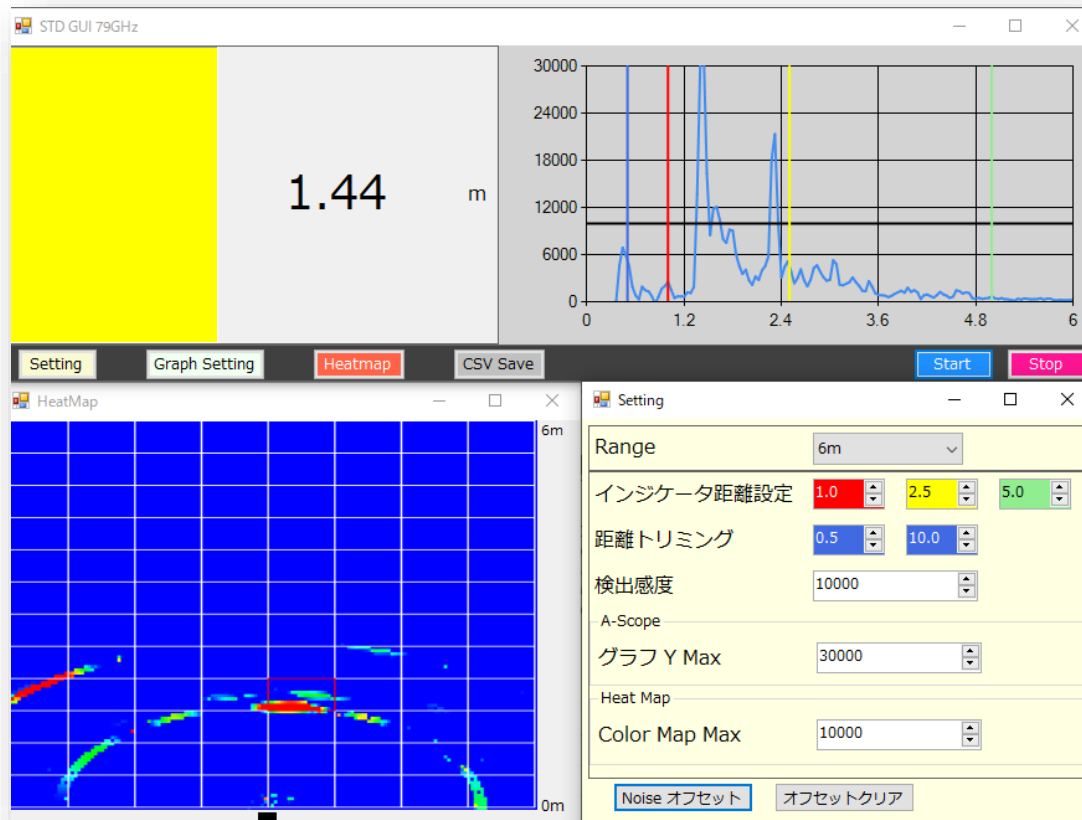 STD GUI 79GHz
1.44 m
30000
24000
18000
12000
6000
0
0 1.2 2.4 3.6 4.8 6
Setting Graph Setting Heatmap CSV Save Start Stop
HeatMap
6m
0m
Setting
Range 6m
インジケータ距離設定 1.0 2.5 5.0
距離トリミング 0.5 10.0
検出感度 10000
A-Scope
グラフ Y Max 30000
Heat Map
Color Map Max 10000
Noise オフセット オフセットクリア